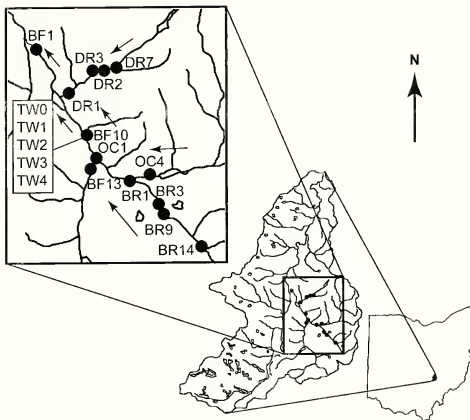 BF1
DR3
DR7
DR2
DR1
TW0
TW1
TW2
TW3
TW4
BF10
OC1
OC4
BF13
BR1
BR3
BR9
BR14
N